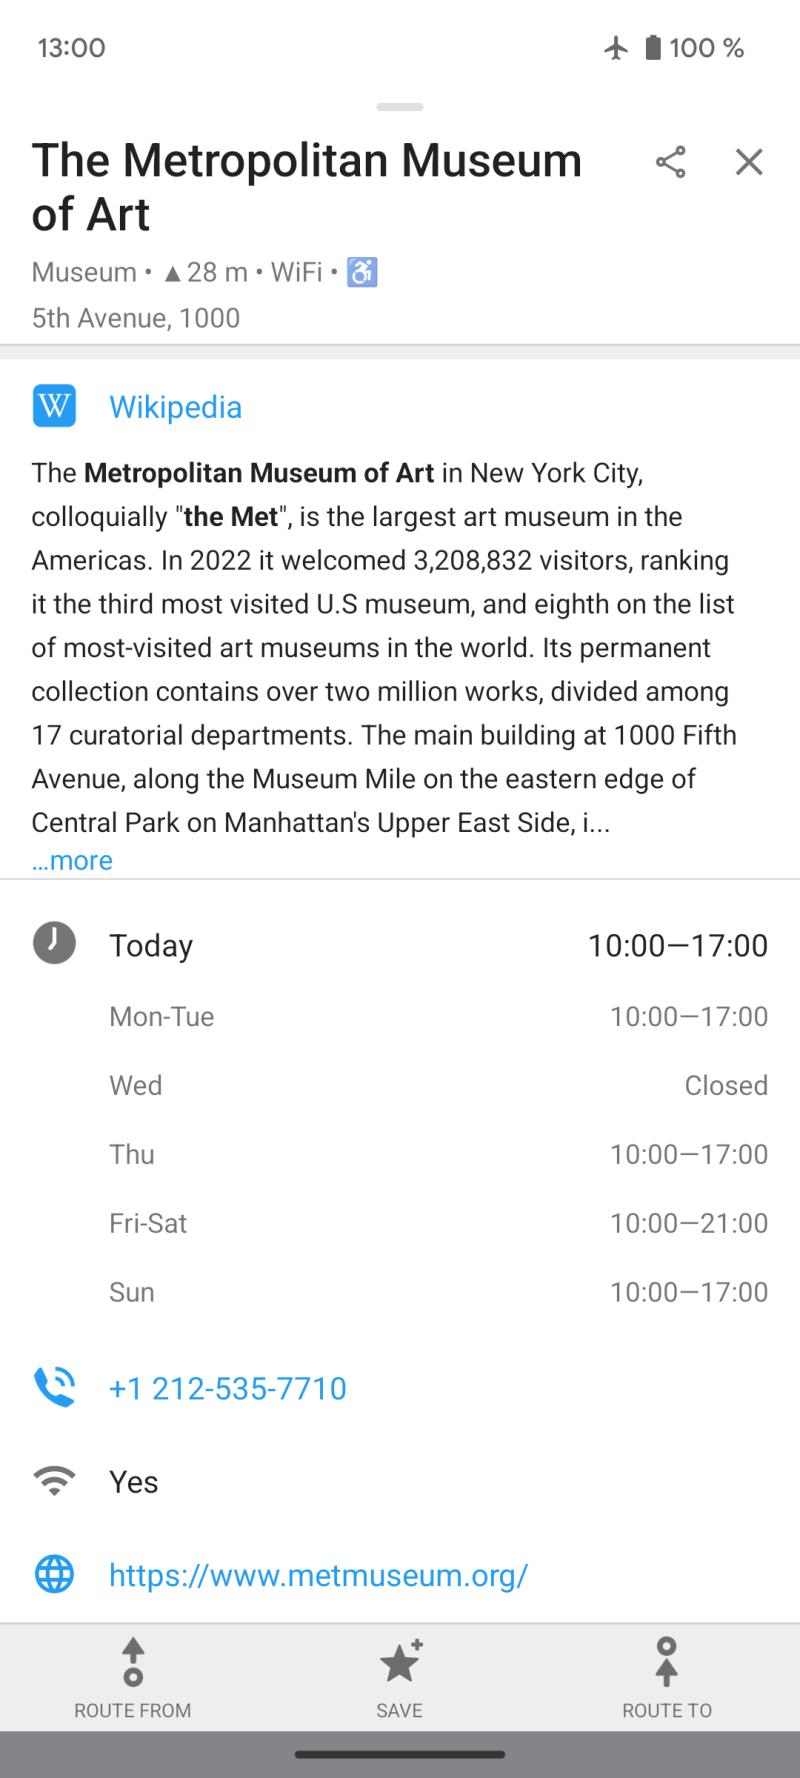 13:00
100 %
The Metropolitan Museum
of Art
Museum • ▲28 m • WiFi • ♿
5th Avenue, 1000
W Wikipedia
The Metropolitan Museum of Art in New York City,
colloquially "the Met", is the largest art museum in the
Americas. In 2022 it welcomed 3,208,832 visitors, ranking
it the third most visited U.S museum, and eighth on the list
of most-visited art museums in the world. Its permanent
collection contains over two million works, divided among
17 curatorial departments. The main building at 1000 Fifth
Avenue, along the Museum Mile on the eastern edge of
Central Park on Manhattan's Upper East Side, i...
...more
Today 10:00—17:00
Mon-Tue 10:00—17:00
Wed Closed
Thu 10:00—17:00
Fri-Sat 10:00—21:00
Sun 10:00—17:00
+1 212-535-7710
Yes
https://www.metmuseum.org/
ROUTE FROM
SAVE
ROUTE TO